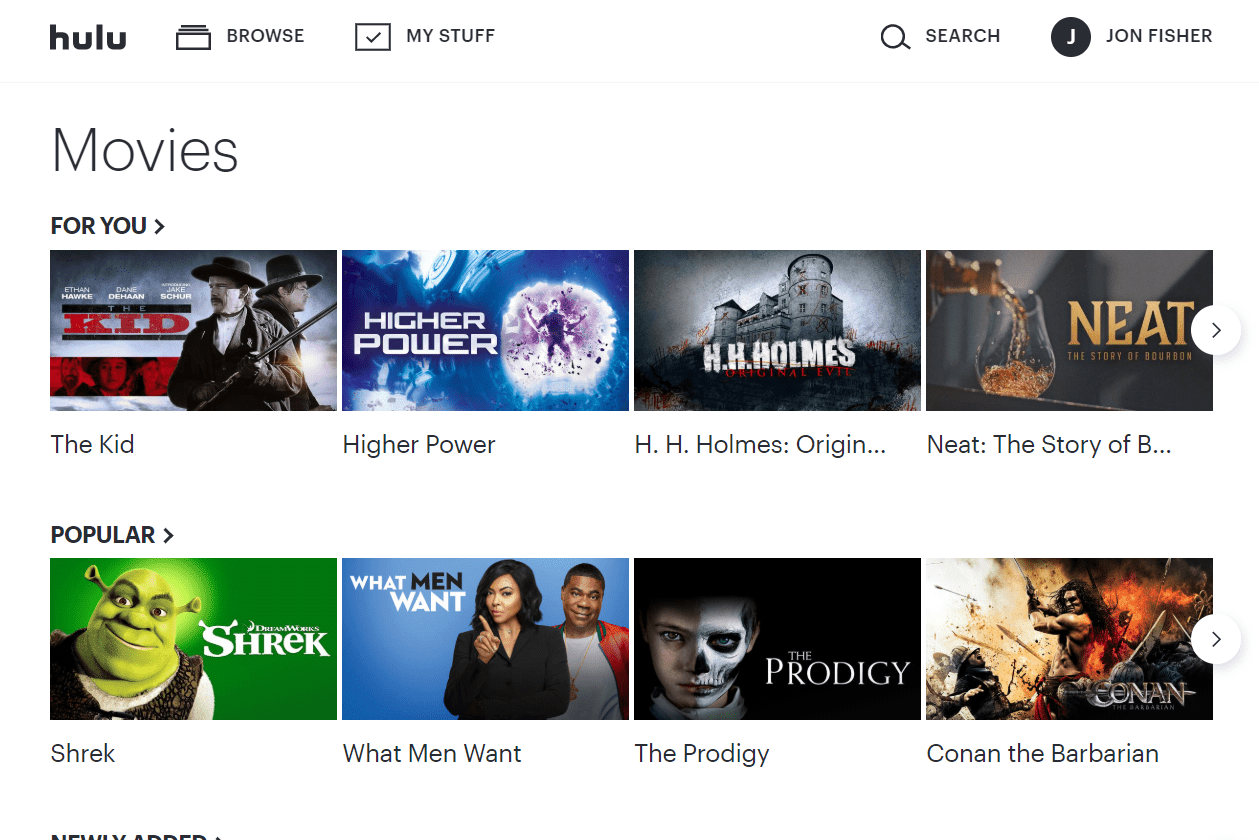 hulu
BROWSE
MY STUFF
SEARCH
J
JON FISHER
Movies
FOR YOU >
ETHAN HAWKE
DANE DEHAAN
INTRODUCING JAKE SCHUR
THE
KID
HIGHER
POWER
H.H.HOLMES
ORIGINAL EVIL
NEAT
THE STORY OF BOURBON
The Kid
Higher Power
H. H. Holmes: Origin...
Neat: The Story of B...
POPULAR >
DREAMWORKS
SHREK
WHAT MEN
WANT
THE
PRODIGY
CONAN
THE BARBARIAN
Shrek
What Men Want
The Prodigy
Conan the Barbarian
NEWLY ADDED